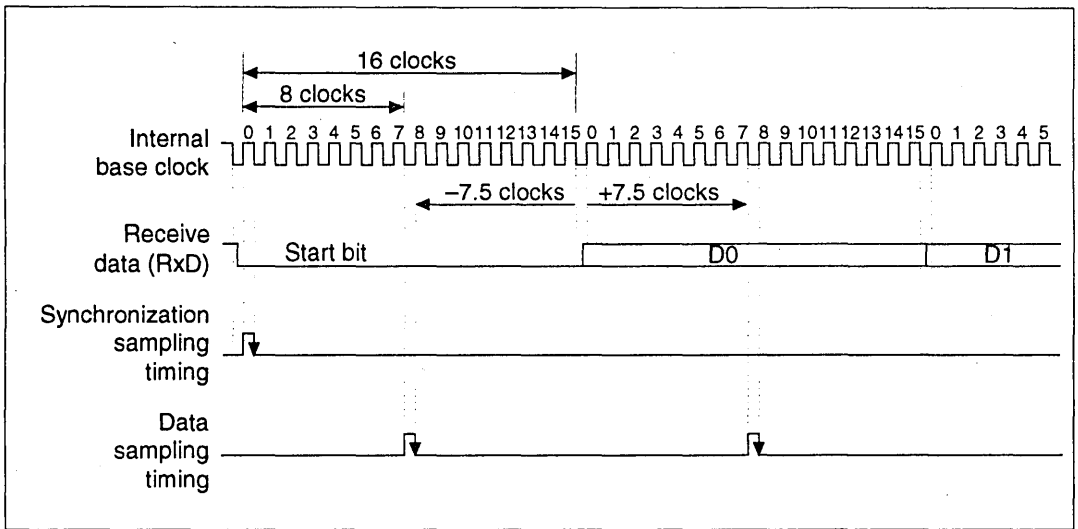 16 clocks
8 clocks
Internal
base clock
0 1 2 3 4 5 6 7 8 9 10 11 12 13 14 15 0 1 2 3 4 5 6 7 8 9 10 11 12 13 14 15 0 1 2 3 4 5
−7.5 clocks +7.5 clocks
Receive
data (RxD)
Start bit D0 D1
Synchronization
sampling
timing
Data
sampling
timing